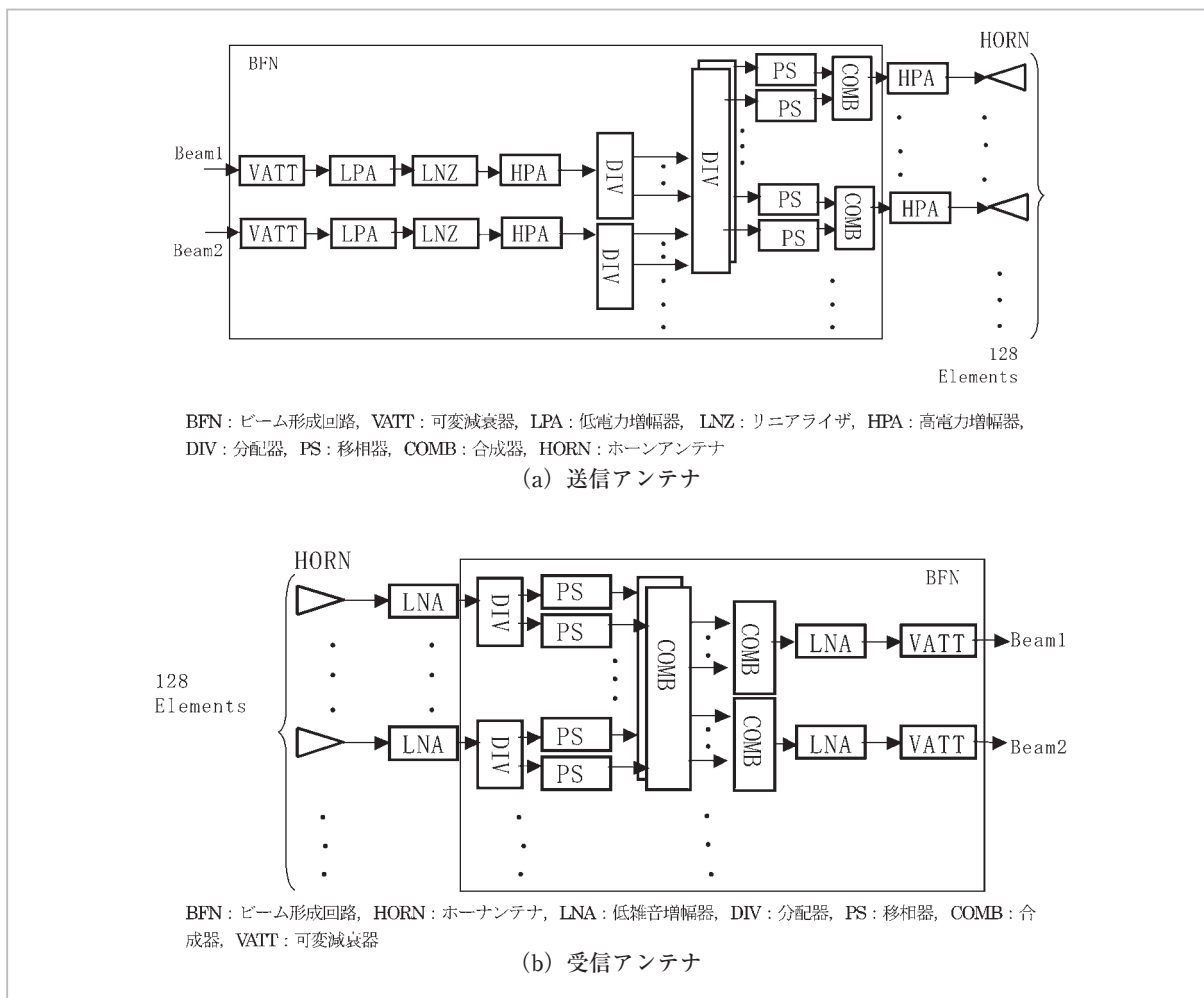 HORN
BFN
PS
COMB
HPA
PS
DIV
Beam1
VATT
LPA
LNZ
HPA
DIV
PS
COMB
HPA
PS
Beam2
VATT
LPA
LNZ
HPA
DIV
128
Elements
BFN：ビーム形成回路，VATT：可変減衰器，LPA：低電力増幅器，LNZ：リニアライザ，HPA：高電力増幅器，
DIV：分配器，PS：移相器，COMB：合成器，HORN：ホーンアンテナ
(a) 送信アンテナ
HORN
BFN
LNA
DIV
PS
PS
COMB
COMB
LNA
VATT
Beam1
128
Elements
LNA
DIV
PS
PS
COMB
LNA
VATT
Beam2
BFN：ビーム形成回路，HORN：ホーナンテナ，LNA：低雑音増幅器，DIV：分配器，PS：移相器，COMB：合
成器，VATT：可変減衰器
(b) 受信アンテナ